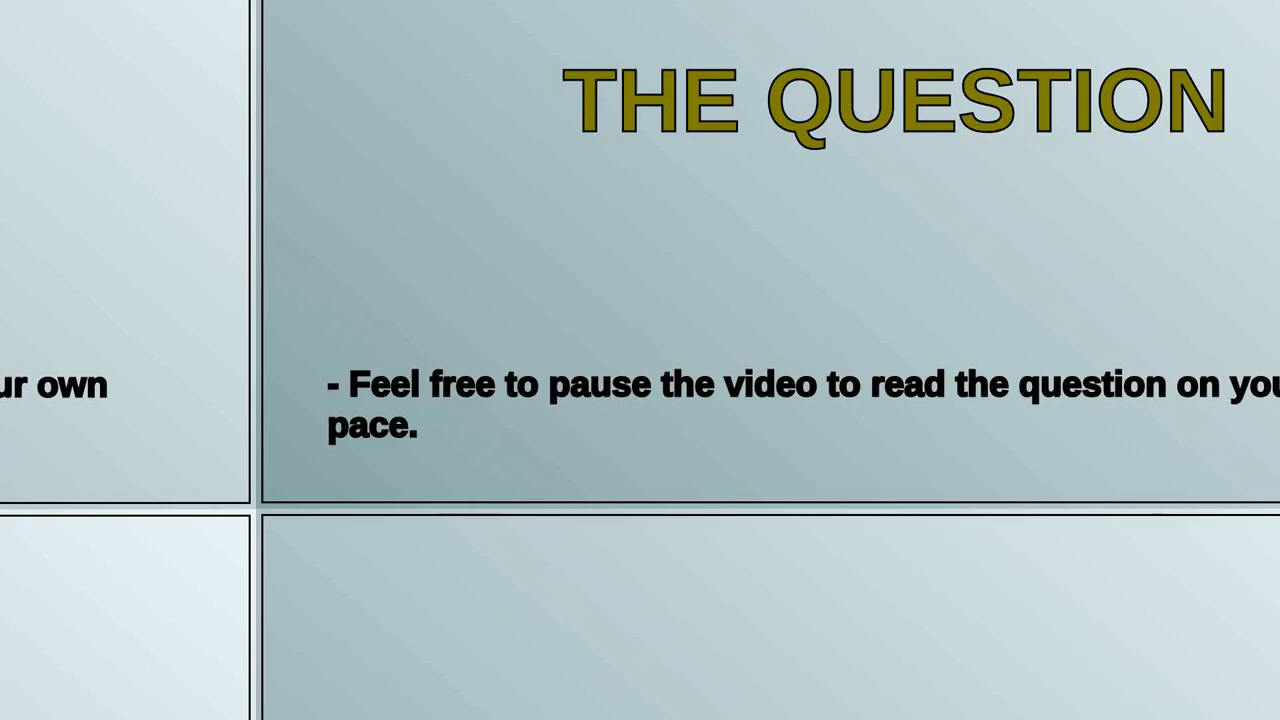 THE QUESTION
ur own
- Feel free to pause the video to read the question on you
pace.